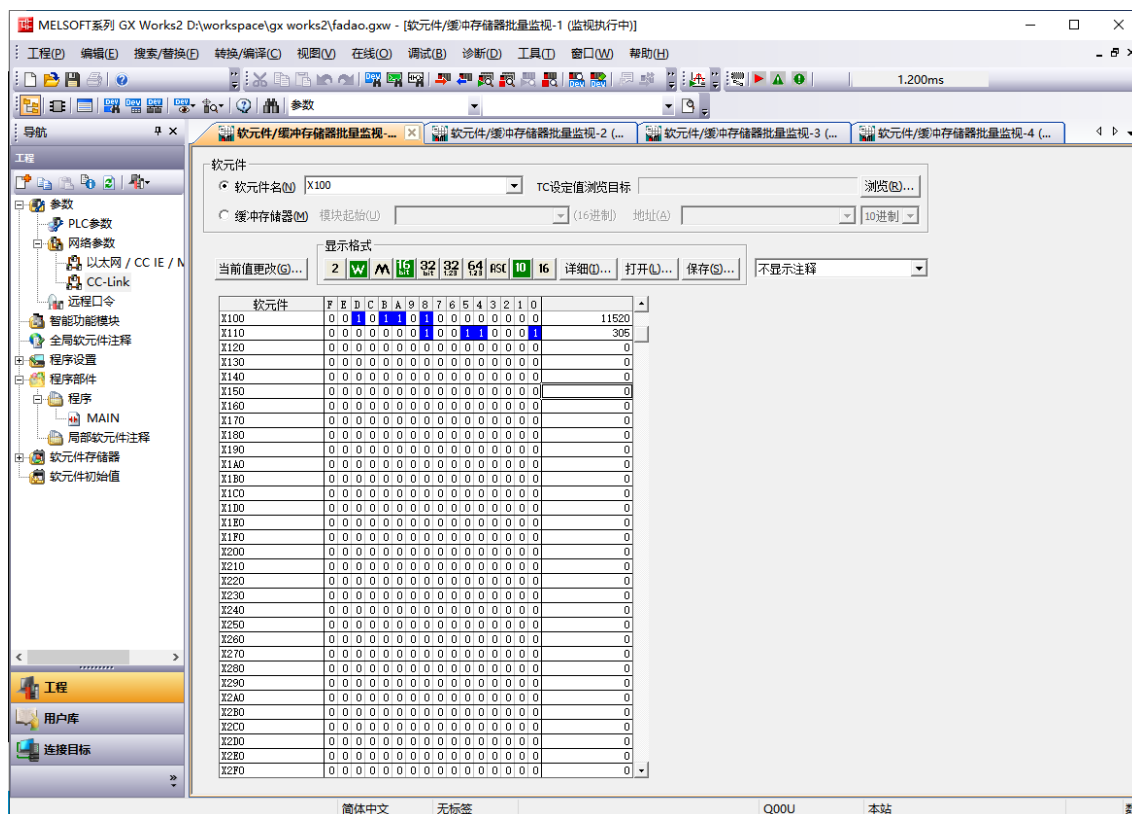 MELSOFT系列 GX Works2 D:\workspace\gx works2\fadao.gxw - [软元件/缓冲存储器批量监视-1 (监视执行中)]
工程(P) 编辑(E) 搜索/替换(F) 转换/编译(C) 视图(V) 在线(O) 调试(B) 诊断(D) 工具(T) 窗口(W) 帮助(H)
1.200ms
参数
导航
软元件/缓冲存储器批量监视-... 软元件/缓冲存储器批量监视-2 (... 软元件/缓冲存储器批量监视-3 (... 软元件/缓冲存储器批量监视-4 (...
工程
参数
PLC参数
网络参数
以太网 / CC IE / N
CC-Link
远程口令
智能功能模块
全局软元件注释
程序设置
程序部件
程序
MAIN
局部软元件注释
软元件存储器
软元件初始值
工程
用户库
连接目标
软元件
软元件名(N) X100 TC设定值浏览目标 浏览(R)...
缓冲存储器(M) 模块起始(U) (16进制) 地址(A) 10进制
显示格式
当前值更改(G)... 2 W M 16bit 32bit 32 1.23 64 1.23 ASC 10 16 详细(I)... 打开(L)... 保存(S)... 不显示注释
软元件 F E D C B A 9 8 7 6 5 4 3 2 1 0
X100 0 0 1 0 1 1 0 1 0 0 0 0 0 0 0 0 11520
X110 0 0 0 0 0 0 0 1 0 0 1 1 0 0 0 1 305
X120 0 0 0 0 0 0 0 0 0 0 0 0 0 0 0 0 0
X130 0 0 0 0 0 0 0 0 0 0 0 0 0 0 0 0 0
X140 0 0 0 0 0 0 0 0 0 0 0 0 0 0 0 0 0
X150 0 0 0 0 0 0 0 0 0 0 0 0 0 0 0 0 0
X160 0 0 0 0 0 0 0 0 0 0 0 0 0 0 0 0 0
X170 0 0 0 0 0 0 0 0 0 0 0 0 0 0 0 0 0
X180 0 0 0 0 0 0 0 0 0 0 0 0 0 0 0 0 0
X190 0 0 0 0 0 0 0 0 0 0 0 0 0 0 0 0 0
X1A0 0 0 0 0 0 0 0 0 0 0 0 0 0 0 0 0 0
X1B0 0 0 0 0 0 0 0 0 0 0 0 0 0 0 0 0 0
X1C0 0 0 0 0 0 0 0 0 0 0 0 0 0 0 0 0 0
X1D0 0 0 0 0 0 0 0 0 0 0 0 0 0 0 0 0 0
X1E0 0 0 0 0 0 0 0 0 0 0 0 0 0 0 0 0 0
X1F0 0 0 0 0 0 0 0 0 0 0 0 0 0 0 0 0 0
X200 0 0 0 0 0 0 0 0 0 0 0 0 0 0 0 0 0
X210 0 0 0 0 0 0 0 0 0 0 0 0 0 0 0 0 0
X220 0 0 0 0 0 0 0 0 0 0 0 0 0 0 0 0 0
X230 0 0 0 0 0 0 0 0 0 0 0 0 0 0 0 0 0
X240 0 0 0 0 0 0 0 0 0 0 0 0 0 0 0 0 0
X250 0 0 0 0 0 0 0 0 0 0 0 0 0 0 0 0 0
X260 0 0 0 0 0 0 0 0 0 0 0 0 0 0 0 0 0
X270 0 0 0 0 0 0 0 0 0 0 0 0 0 0 0 0 0
X280 0 0 0 0 0 0 0 0 0 0 0 0 0 0 0 0 0
X290 0 0 0 0 0 0 0 0 0 0 0 0 0 0 0 0 0
X2A0 0 0 0 0 0 0 0 0 0 0 0 0 0 0 0 0 0
X2B0 0 0 0 0 0 0 0 0 0 0 0 0 0 0 0 0 0
X2C0 0 0 0 0 0 0 0 0 0 0 0 0 0 0 0 0 0
X2D0 0 0 0 0 0 0 0 0 0 0 0 0 0 0 0 0 0
X2E0 0 0 0 0 0 0 0 0 0 0 0 0 0 0 0 0 0
X2F0 0 0 0 0 0 0 0 0 0 0 0 0 0 0 0 0 0
简体中文 无标签 Q00U 本站